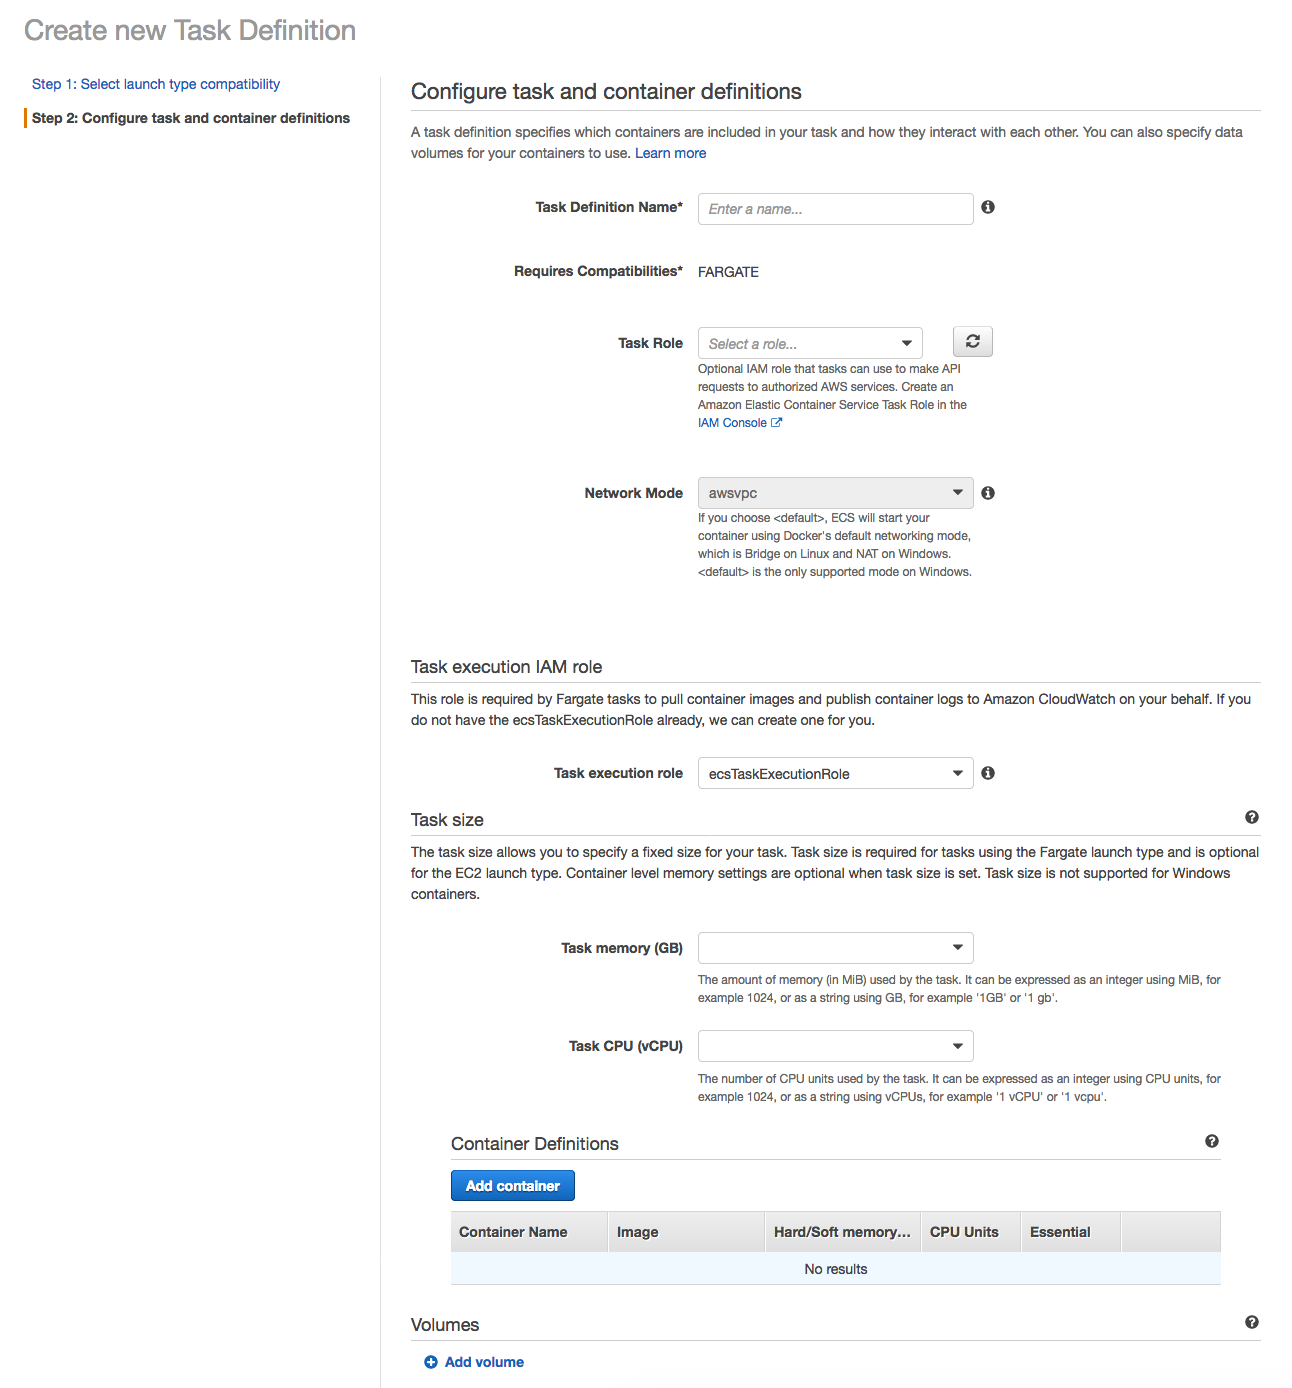 Create new Task Definition
Step 1: Select launch type compatibility
Step 2: Configure task and container definitions
Configure task and container definitions
A task definition specifies which containers are included in your task and how they interact with each other. You can also specify data
volumes for your containers to use. Learn more
Task Definition Name*
Enter a name...
Requires Compatibilities*
FARGATE
Task Role
Select a role...
Optional IAM role that tasks can use to make API
requests to authorized AWS services. Create an
Amazon Elastic Container Service Task Role in the
IAM Console
Network Mode
awsvpc
If you choose <default>, ECS will start your
container using Docker's default networking mode,
which is Bridge on Linux and NAT on Windows.
<default> is the only supported mode on Windows.
Task execution IAM role
This role is required by Fargate tasks to pull container images and publish container logs to Amazon CloudWatch on your behalf. If you
do not have the ecsTaskExecutionRole already, we can create one for you.
Task execution role
ecsTaskExecutionRole
Task size
The task size allows you to specify a fixed size for your task. Task size is required for tasks using the Fargate launch type and is optional
for the EC2 launch type. Container level memory settings are optional when task size is set. Task size is not supported for Windows
containers.
Task memory (GB)
The amount of memory (in MiB) used by the task. It can be expressed as an integer using MiB, for
example 1024, or as a string using GB, for example '1GB' or '1 gb'.
Task CPU (vCPU)
The number of CPU units used by the task. It can be expressed as an integer using CPU units, for
example 1024, or as a string using vCPUs, for example '1 vCPU' or '1 vcpu'.
Container Definitions
Add container
Container Name
Image
Hard/Soft memory...
CPU Units
Essential
No results
Volumes
Add volume